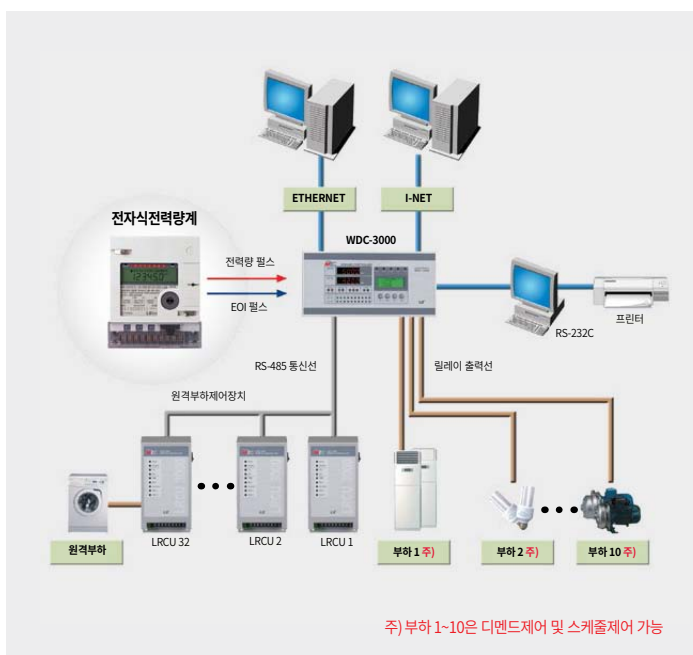 ETHERNET
I-NET
전자식전력량계
WDC-3000
전력량 펄스
EOI 펄스
RS-232C
프린터
RS-485 통신선
릴레이 출력선
원격부하제어장치
LRCU 32
LRCU 2
LRCU 1
원격부하
부하 1 주)
부하 2 주)
부하 10 주)
주) 부하 1~10은 디멘드제어 및 스케줄제어 가능